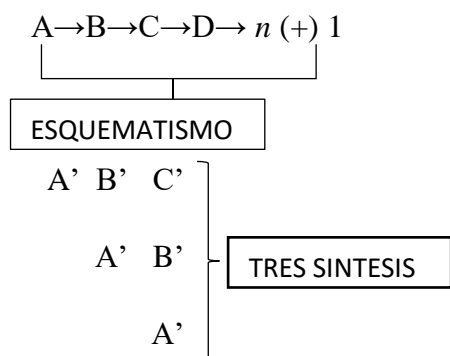 A→B→C→D→ n (+) 1
ESQUEMATISMO
A’ B’ C’
A’ B’
TRES SINTESIS
A’